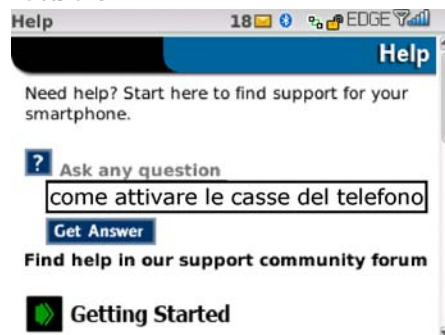 Help 18 EDGE
Help
Need help? Start here to find support for your
smartphone.
? Ask any question
come attivare le casse del telefono
Get Answer
Find help in our support community forum
Getting Started